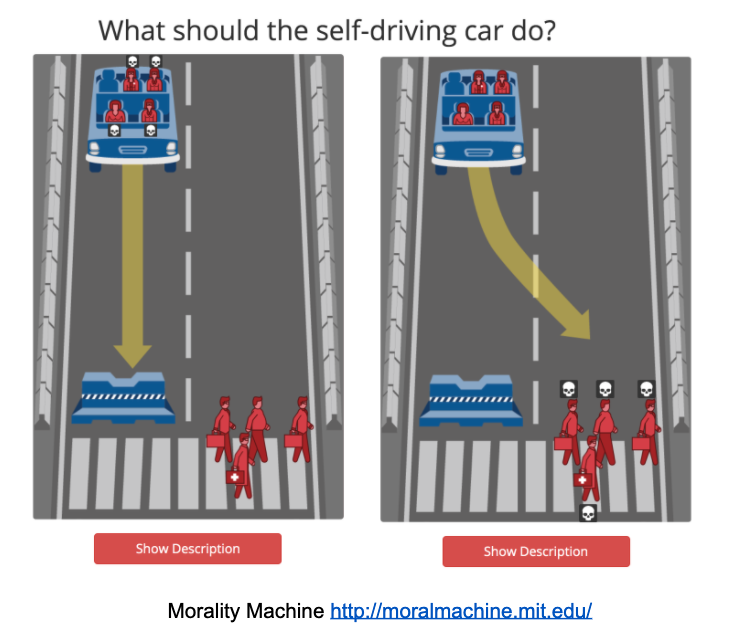 What should the self-driving car do?
Show Description
Show Description
Morality Machine http://moralmachine.mit.edu/